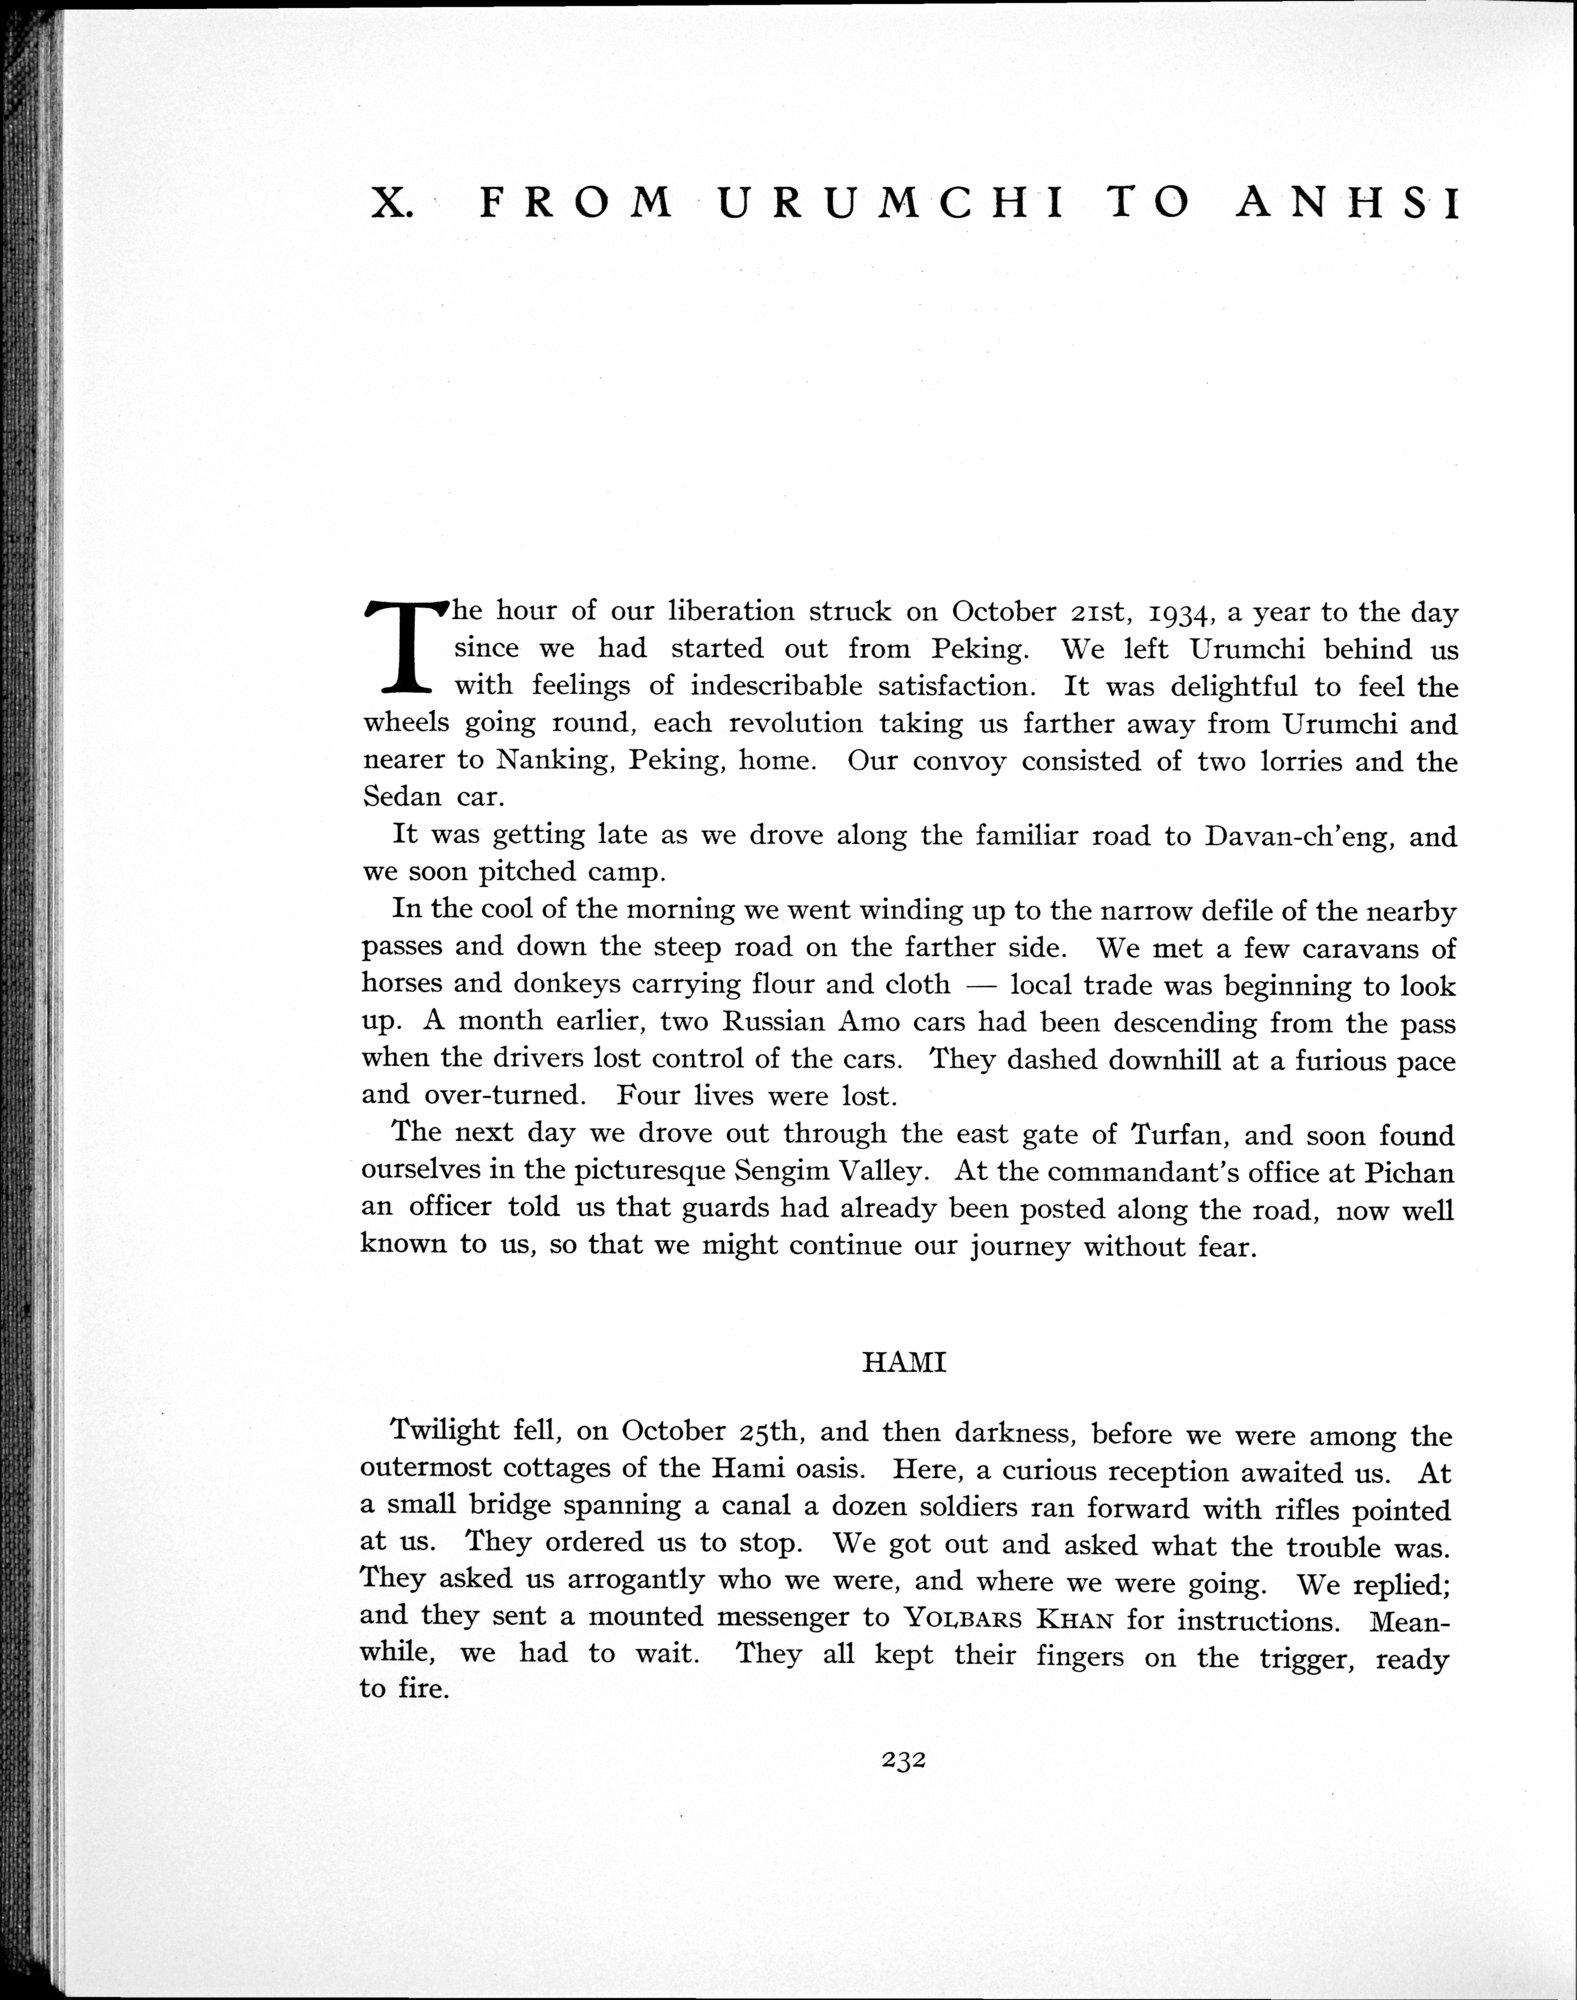 X. FROM URUMCHI TO ANHSI
The hour of our liberation struck on October 21st, 1934, a year to the day
since we had started out from Peking. We left Urumchi behind us
with feelings of indescribable satisfaction. It was delightful to feel the
wheels going round, each revolution taking us farther away from Urumchi and
nearer to Nanking, Peking, home. Our convoy consisted of two lorries and the
Sedan car.
It was getting late as we drove along the familiar road to Davan-ch'eng, and
we soon pitched camp.
In the cool of the morning we went winding up to the narrow defile of the nearby
passes and down the steep road on the farther side. We met a few caravans of
horses and donkeys carrying flour and cloth — local trade was beginning to look
up. A month earlier, two Russian Amo cars had been descending from the pass
when the drivers lost control of the cars. They dashed downhill at a furious pace
and over-turned. Four lives were lost.
The next day we drove out through the east gate of Turfan, and soon found
ourselves in the picturesque Sengim Valley. At the commandant's office at Pichan
an officer told us that guards had already been posted along the road, now well
known to us, so that we might continue our journey without fear.
HAMI
Twilight fell, on October 25th, and then darkness, before we were among the
outermost cottages of the Hami oasis. Here, a curious reception awaited us. At
a small bridge spanning a canal a dozen soldiers ran forward with rifles pointed
at us. They ordered us to stop. We got out and asked what the trouble was.
They asked us arrogantly who we were, and where we were going. We replied;
and they sent a mounted messenger to YOLBARS KHAN for instructions. Mean-
while, we had to wait. They all kept their fingers on the trigger, ready
to fire.
232